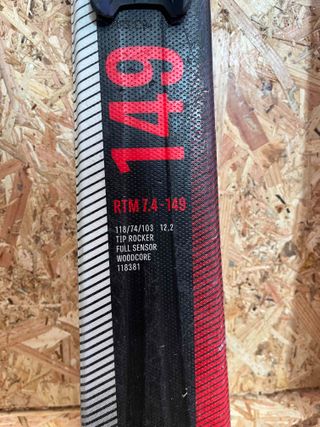 149
RTM 7.4 - 149
118/74/103 12,2
TIP ROCKER
FULL SENSOR
WOODCORE
118381